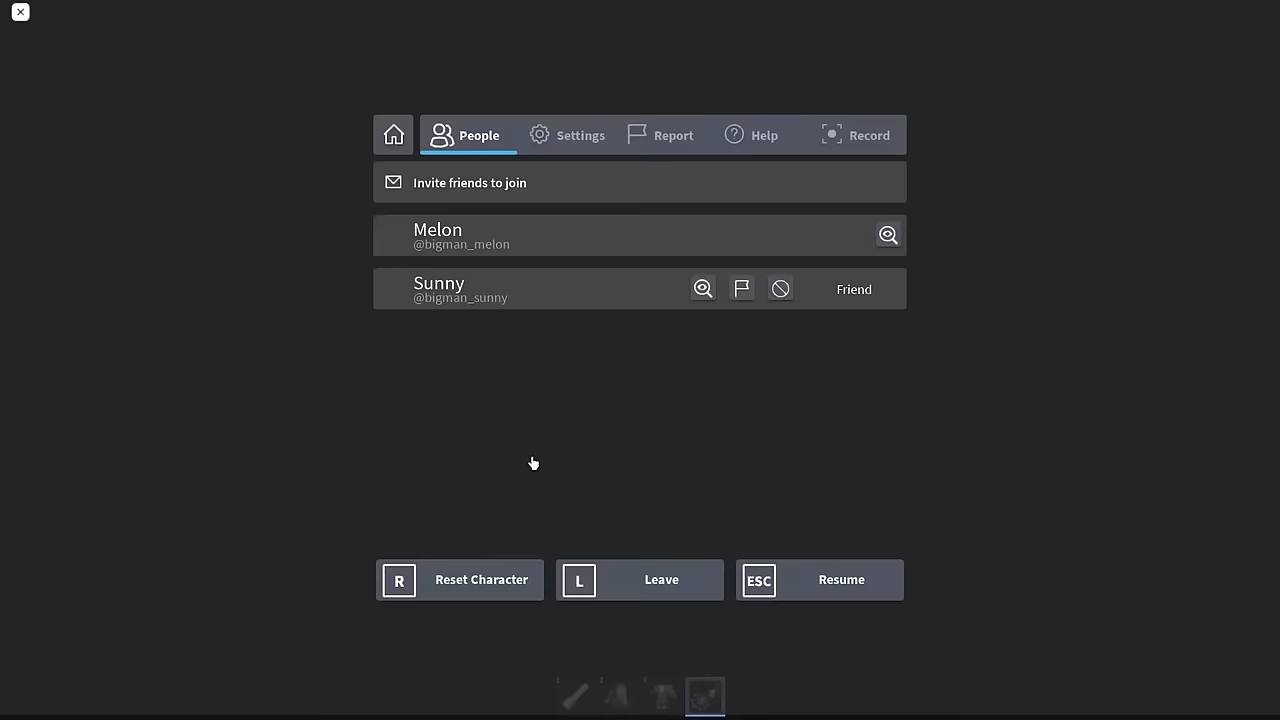 People
Settings
Report
Help
Record
Invite friends to join
Melon
@bigman_melon
Sunny
@bigman_sunny
Friend
R
Reset Character
L
Leave
ESC
Resume